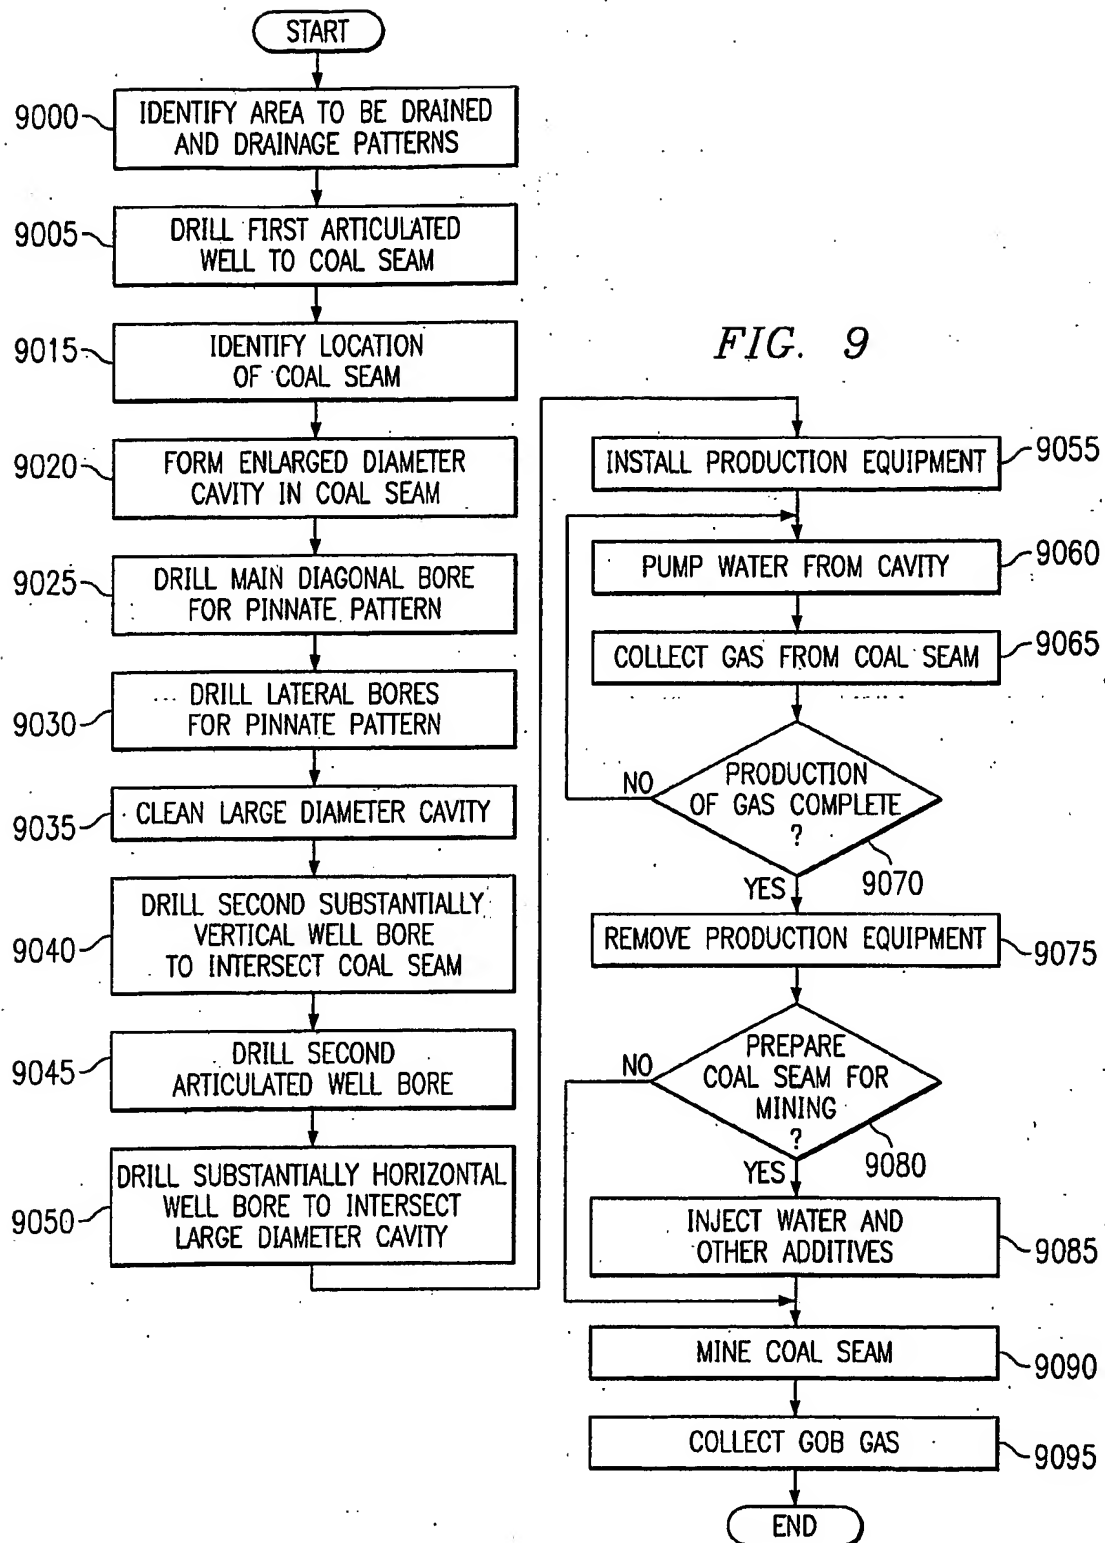 START
9000
IDENTIFY AREA TO BE DRAINED
AND DRAINAGE PATTERNS
9005
DRILL FIRST ARTICULATED
WELL TO COAL SEAM
9015
IDENTIFY LOCATION
OF COAL SEAM
9020
FORM ENLARGED DIAMETER
CAVITY IN COAL SEAM
9025
DRILL MAIN DIAGONAL BORE
FOR PINNATE PATTERN
9030
DRILL LATERAL BORES
FOR PINNATE PATTERN
9035
CLEAN LARGE DIAMETER CAVITY
9040
DRILL SECOND SUBSTANTIALLY
VERTICAL WELL BORE
TO INTERSECT COAL SEAM
9045
DRILL SECOND
ARTICULATED WELL BORE
9050
DRILL SUBSTANTIALLY HORIZONTAL
WELL BORE TO INTERSECT
LARGE DIAMETER CAVITY
FIG. 9
INSTALL PRODUCTION EQUIPMENT
9055
PUMP WATER FROM CAVITY
9060
COLLECT GAS FROM COAL SEAM
9065
NO
PRODUCTION
OF GAS COMPLETE
?
9070
YES
REMOVE PRODUCTION EQUIPMENT
9075
NO
PREPARE
COAL SEAM FOR
MINING
?
9080
YES
INJECT WATER AND
OTHER ADDITIVES
9085
MINE COAL SEAM
9090
COLLECT GOB GAS
9095
END